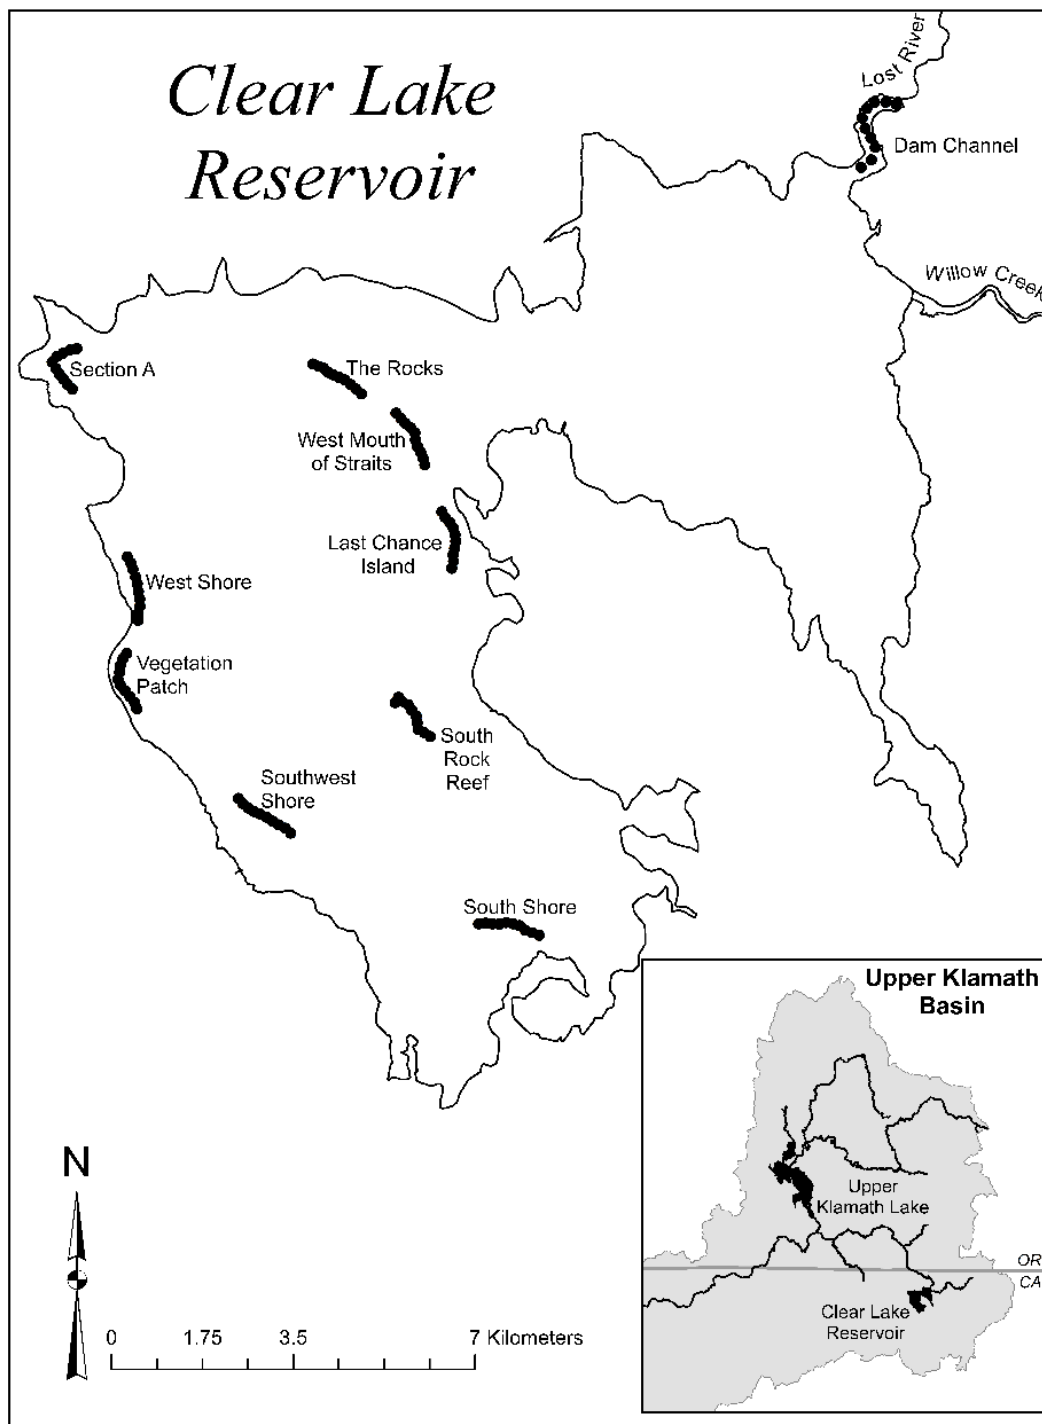 Clear Lake
Reservoir
Lost River
Dam Channel
Willow Creek
Section A
The Rocks
West Mouth
of Straits
Last Chance
Island
West Shore
Vegetation
Patch
South
Rock
Reef
Southwest
Shore
South Shore
Upper Klamath
Basin
Upper
Klamath Lake
OR
CA
Clear Lake
Reservoir
N
0 1.75 3.5 7 Kilometers